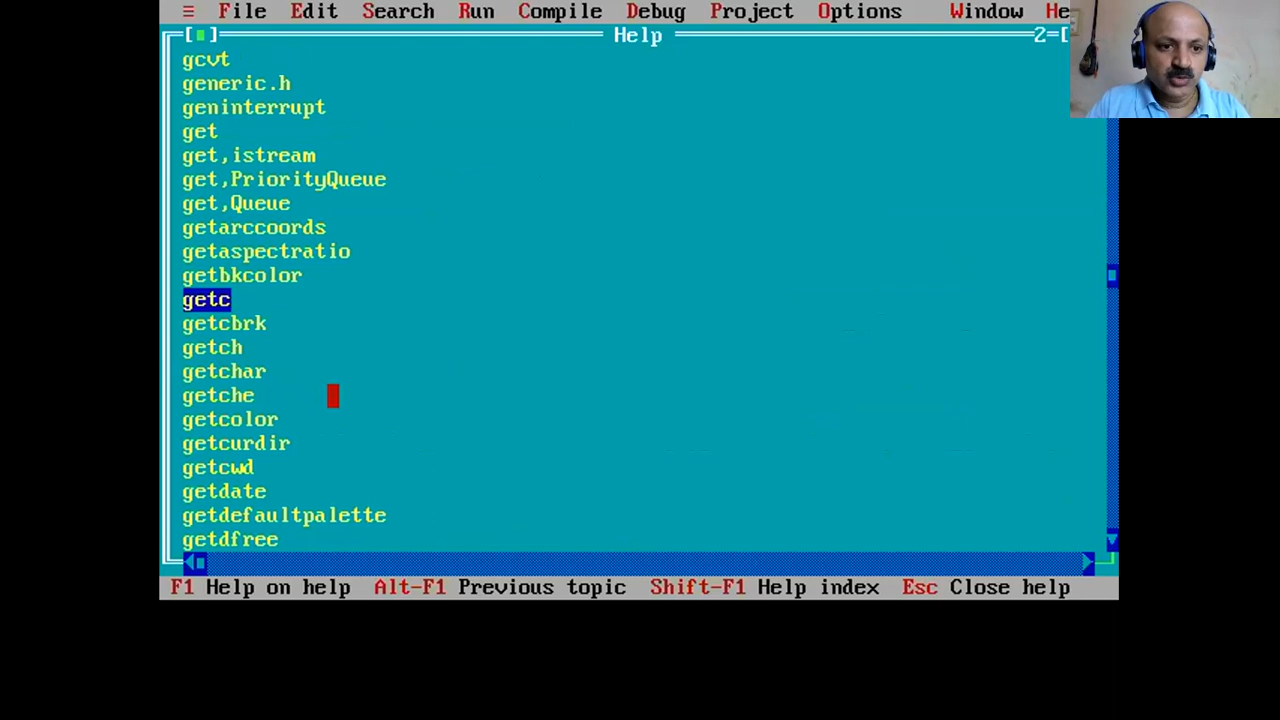 ≡ File Edit Search Run Compile Debug Project Options Window He
[■] Help 2=[
gcvt
generic.h
geninterrupt
get
get,istream
get,PriorityQueue
get,Queue
getarccoords
getaspectratio
getbkcolor
getc
getcbrk
getch
getchar
getche
getcolor
getcurdir
getcwd
getdate
getdefaultpalette
getdfree
F1 Help on help Alt-F1 Previous topic Shift-F1 Help index Esc Close help